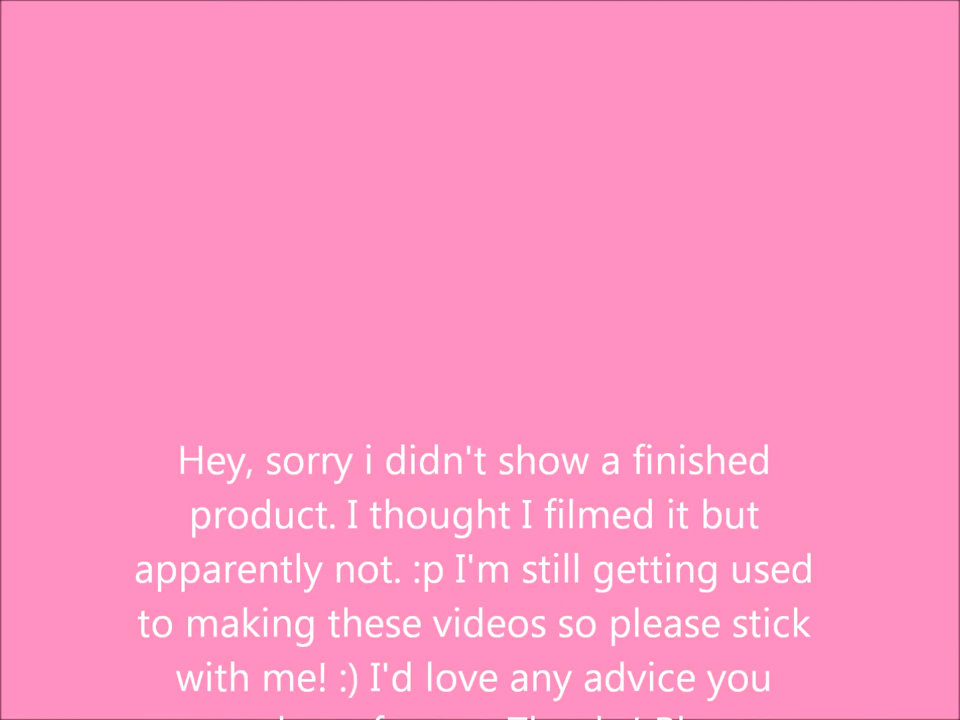 Hey, sorry i didn't show a finished
product. I thought I filmed it but
apparently not. :p I'm still getting used
to making these videos so please stick
with me! :) I'd love any advice you